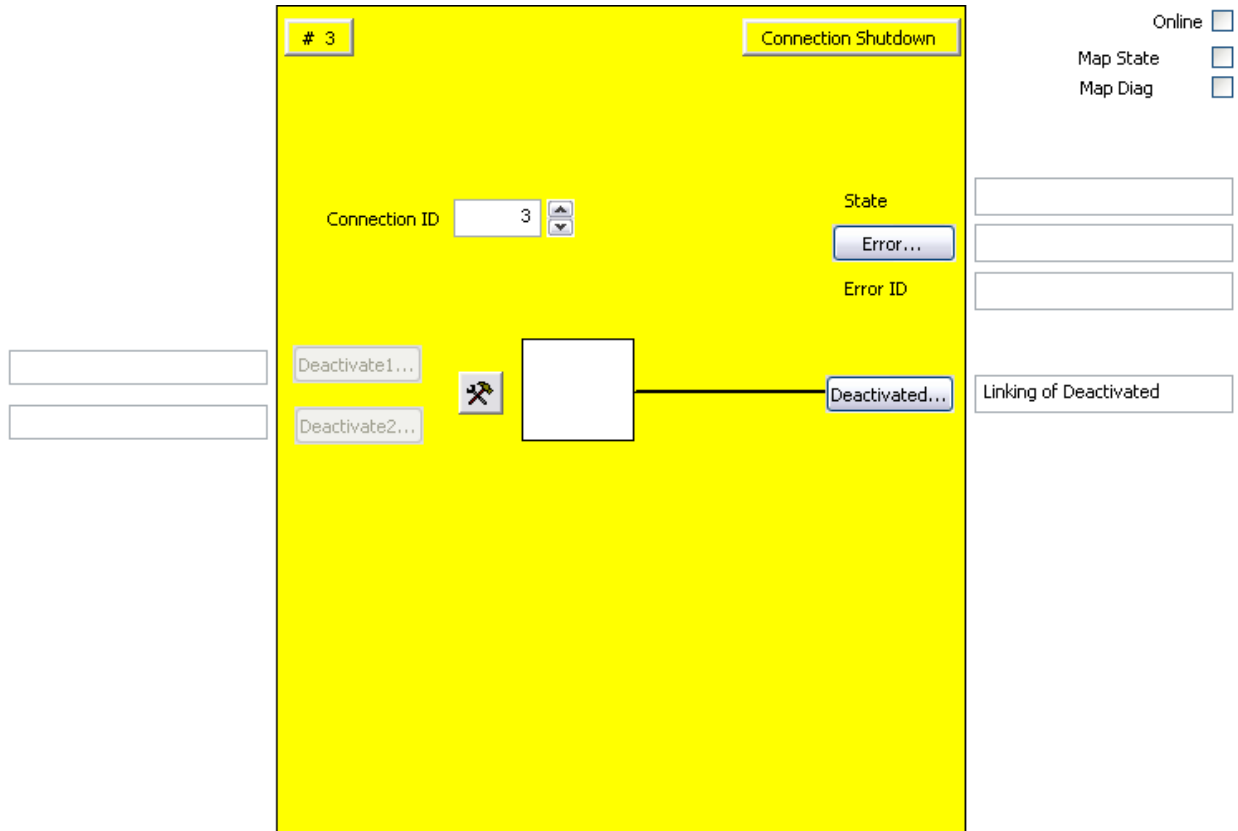 # 3
Connection Shutdown
Online
Map State
Map Diag
Connection ID
3
State
Error...
Error ID
Deactivate1...
Deactivate2...
Deactivated...
Linking of Deactivated